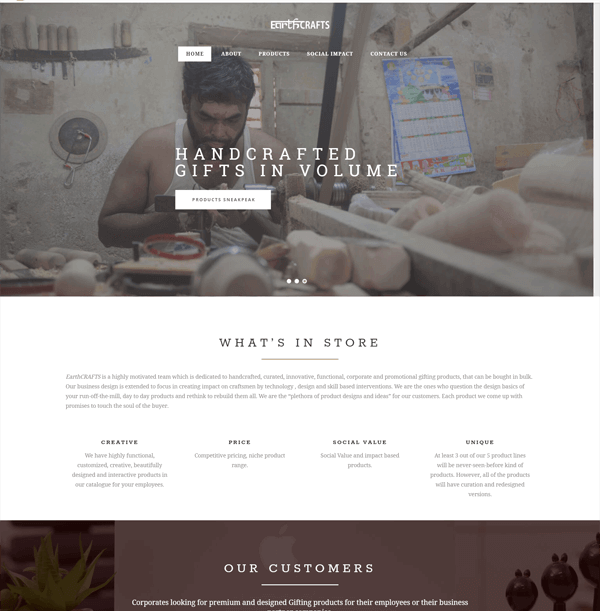 EarthCRAFTS
HOME ABOUT PRODUCTS SOCIAL IMPACT CONTACT US
HANDCRAFTED
GIFTS IN VOLUME
PRODUCTS SNEAKPEAK
WHAT'S IN STORE
EarthCRAFTS is a highly motivated team which is dedicated to handcrafted, curated, innovative, functional, corporate and promotional gifting products, that can be bought in bulk.
Our business design is extended to focus in creating impact on craftsmen by technology , design and skill based interventions. We are the ones who question the design basics of
your run-off-the-mill, day to day products and rethink to rebuild them all. We are the "plethora of product designs and ideas" for our customers. Each product we come up with
promises to touch the soul of the buyer.
CREATIVE
We have highly functional,
customized, creative, beautifully
designed and interactive products in
our catalogue for your employees.
PRICE
Competitive pricing, niche product
range.
SOCIAL VALUE
Social Value and impact based
products.
UNIQUE
At least 3 out of our 5 product lines
will be never-seen-before kind of
products. However, all of the products
will have curation and redesigned
versions.
OUR CUSTOMERS
Corporates looking for premium and designed Gifting products for their employees or their business